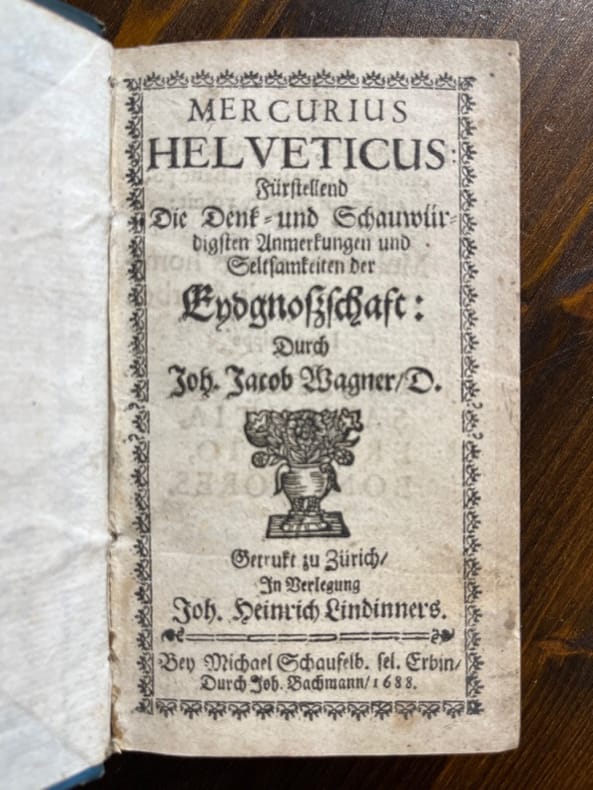 MERCURIUS
HELVETICUS:
Fürstellend
Die Denk-und Schauwür-
digsten Anmerkungen und
Seltsamkeiten der
Eydgnoßschaft:
Durch
Joh. Jacob Wagner/D.
Getrukt zu Zürich/
In Verlegung
Joh. Heinrich Lindinners.
Bey Michael Schaufelb. sel. Erbin/
Durch Joh. Bachmann/1688.